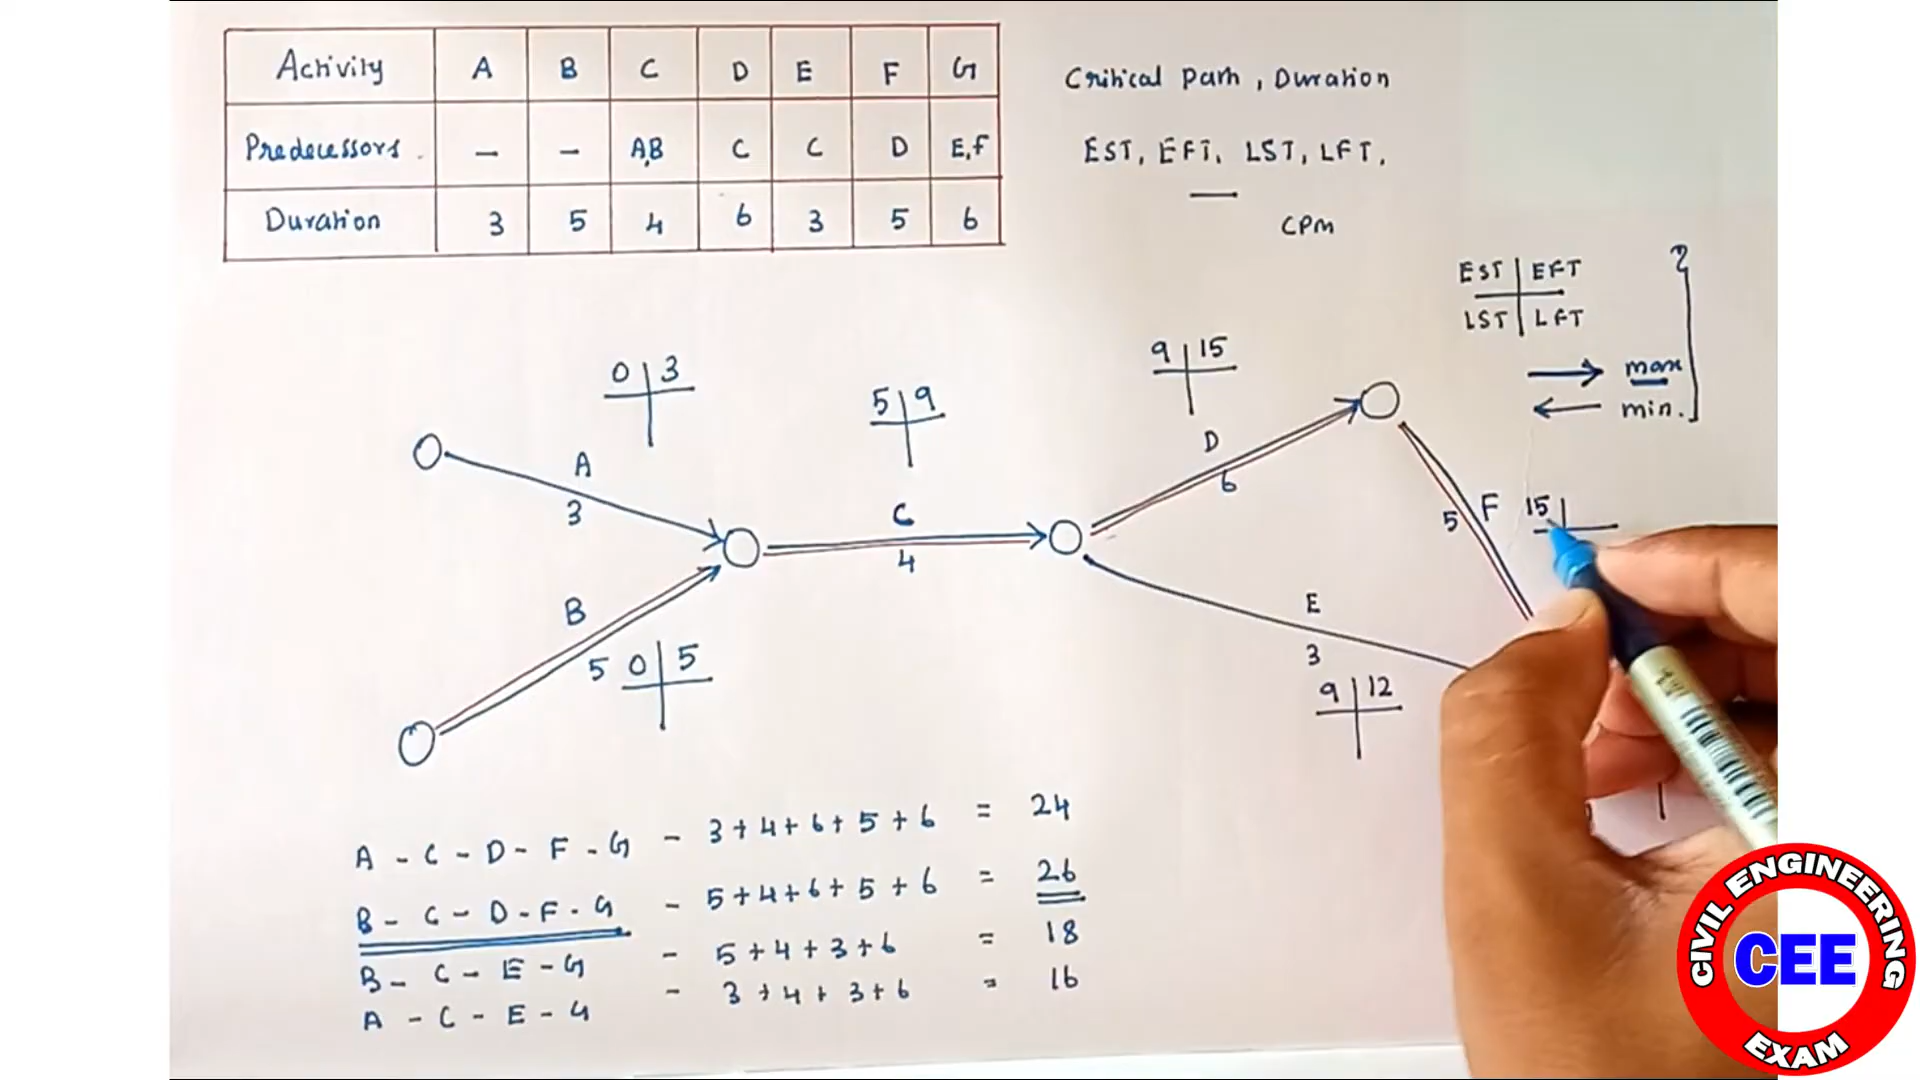 Activity A B C D E F G
Predecessors - - A,B C C D E,F
Duration 3 5 4 6 3 5 6
Critical Path, Duration
EST, EFT, LST, LFT,
CPM
EST EFT
LST LFT
max
min.
0 3
A
3
B
5
0 5
5 9
C
4
9 15
D
6
F
5
15
E
3
9 12
A - C - D - F - G - 3+4+6+5+6 = 24
B - C - D - F - G - 5+4+6+5+6 = 26
B - C - E - G - 5+4+3+6 = 18
A - C - E - G - 3+4+3+6 = 16
CIVIL ENGINEERING
CEE
EXAM